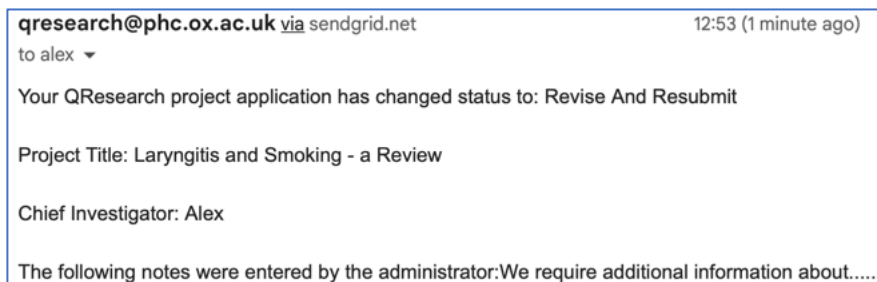 qresearch@phc.ox.ac.uk via sendgrid.net 12:53 (1 minute ago)
to alex
Your QResearch project application has changed status to: Revise And Resubmit
Project Title: Laryngitis and Smoking - a Review
Chief Investigator: Alex
The following notes were entered by the administrator:We require additional information about.....